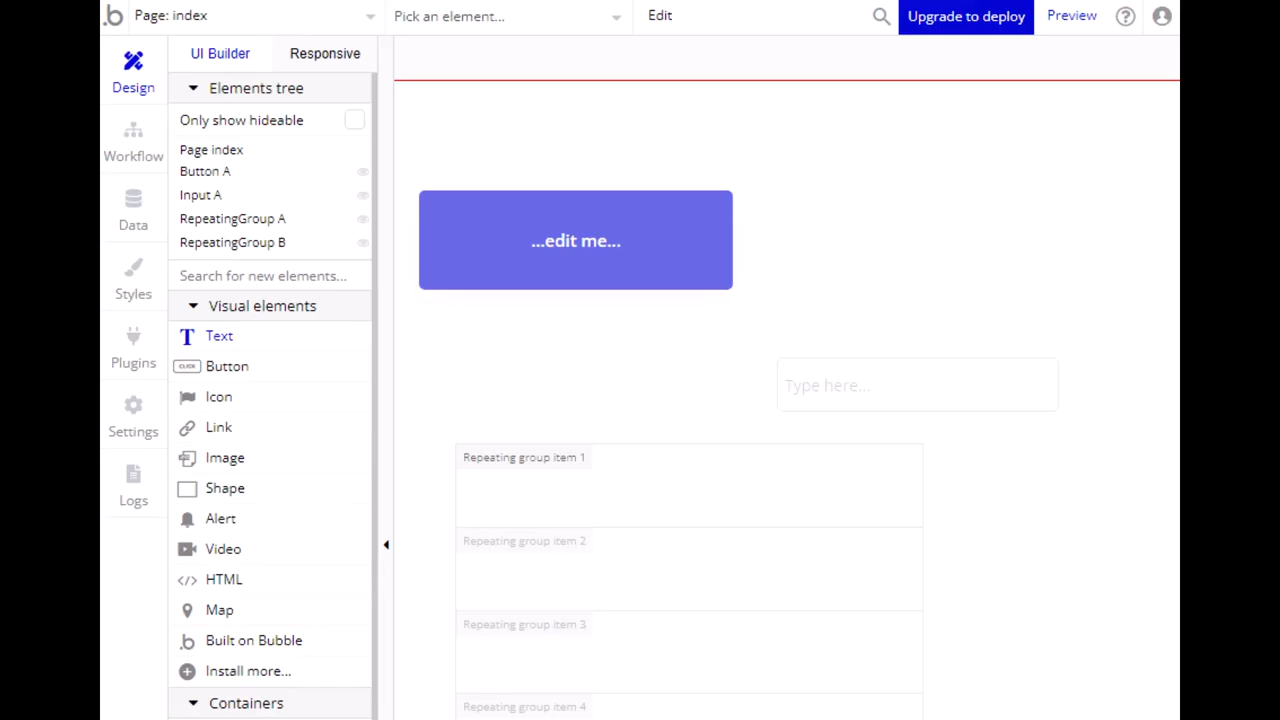 .b Page: index Pick an element... Edit Upgrade to deploy Preview ?
UI Builder Responsive
Design
Workflow
Data
Styles
Plugins
Settings
Logs
Elements tree
Only show hideable
Page index
Button A
Input A
RepeatingGroup A
RepeatingGroup B
Search for new elements...
Visual elements
T Text
CLICK Button
Icon
Link
Image
Shape
Alert
Video
</> HTML
Map
.b Built on Bubble
Install more...
Containers
...edit me...
Type here...
Repeating group item 1
Repeating group item 2
Repeating group item 3
Repeating group item 4